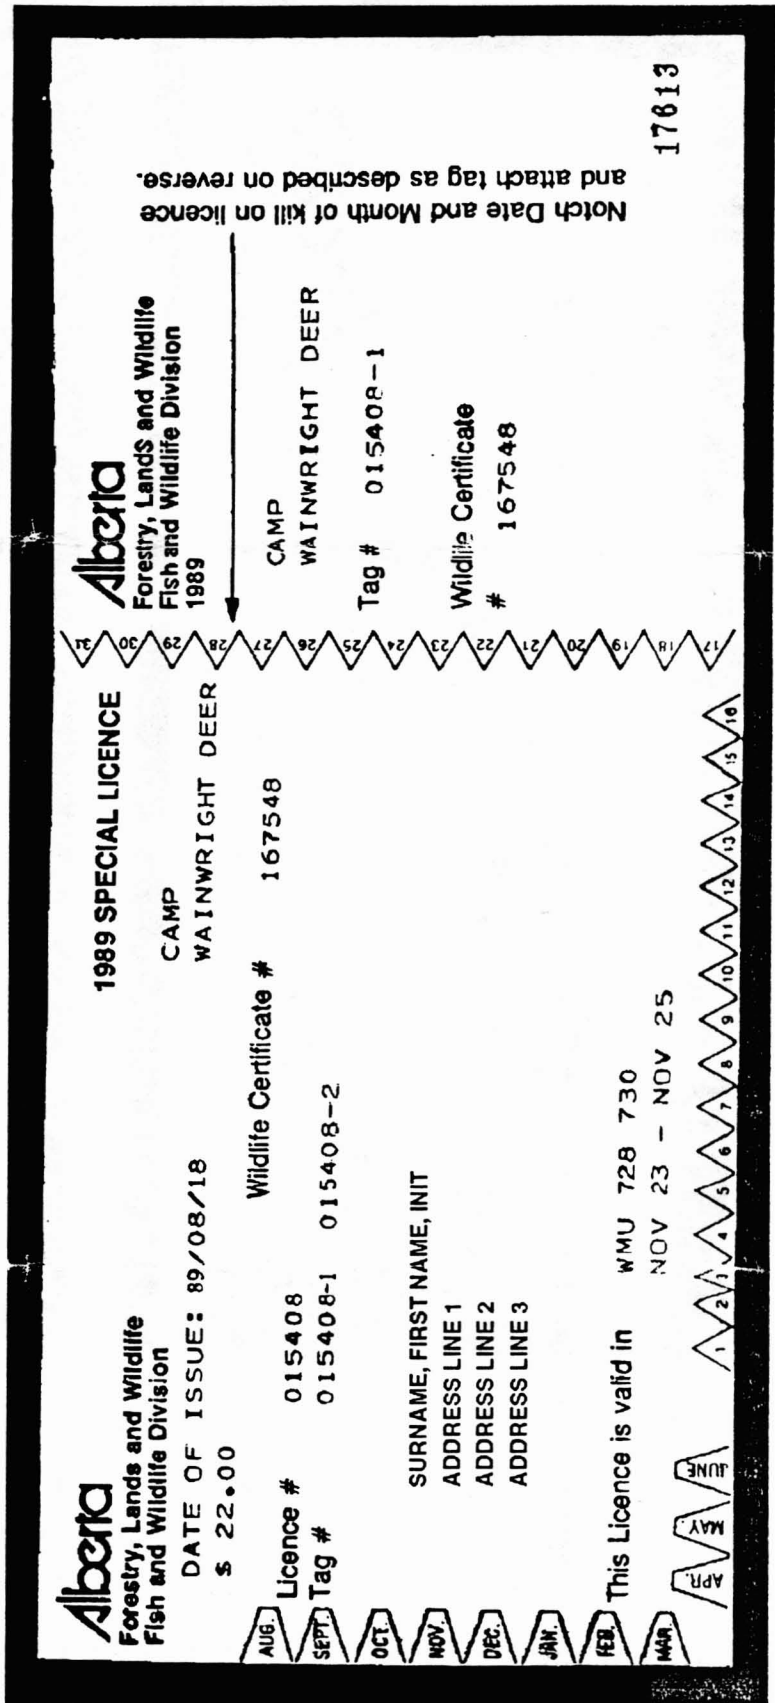 Alberta
Forestry, Lands and Wildlife
Fish and Wildlife Division
1989 SPECIAL LICENCE
DATE OF ISSUE: 89/08/18
$ 22.00
CAMP
WAINWRIGHT DEER
Licence # 015408
Wildlife Certificate # 167548
Tag # 015408-1 015408-2
SURNAME, FIRST NAME, INIT
ADDRESS LINE 1
ADDRESS LINE 2
ADDRESS LINE 3
This Licence is valid in WMU 728 730
NOV 23 - NOV 25
AUG.
SEPT.
OCT.
NOV.
DEC.
JAN.
FEB.
MAR.
APR.
MAY.
JUNE
1 2 3 4 5 6 7 8 9 10 11 12 13 14 15 16
17 18 19 20 21 22 23 24 25 26 27 28 29 30 31
Alberta
Forestry, Lands and Wildlife
Fish and Wildlife Division
1989
CAMP
WAINWRIGHT DEER
Tag # 015408-1
Wildlife Certificate
# 167548
Notch Date and Month of kill on licence
and attach tag as described on reverse.
17613